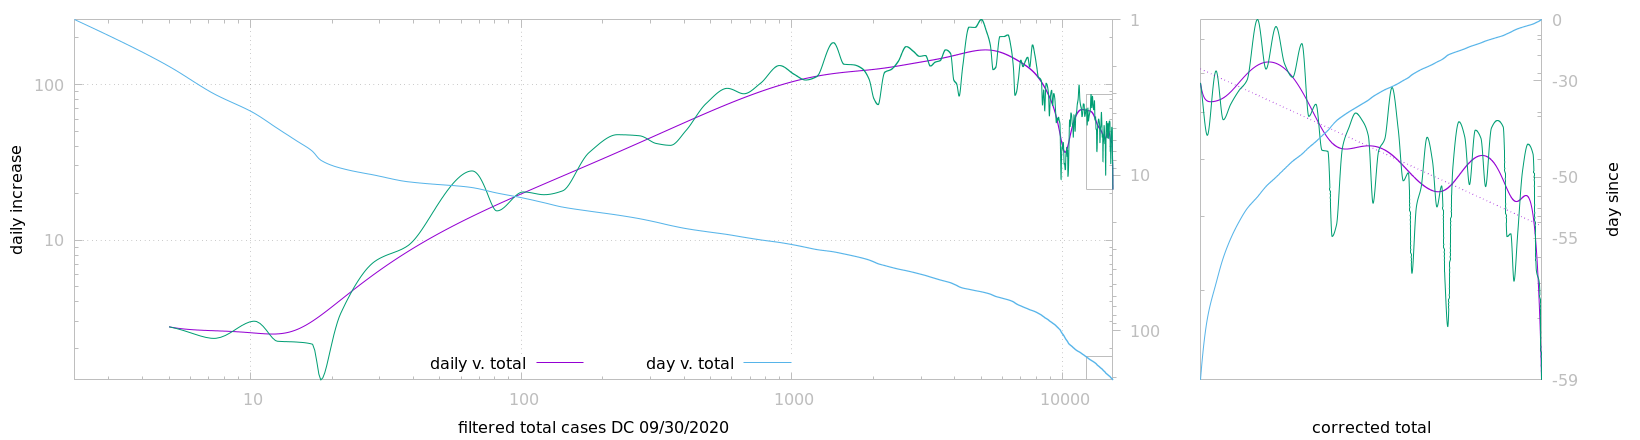 daily increase
100
10
10
100
1000
10000
1
10
100
daily v. total
day v. total
filtered total cases DC 09/30/2020
0
-30
-50
-55
-59
day since
corrected total